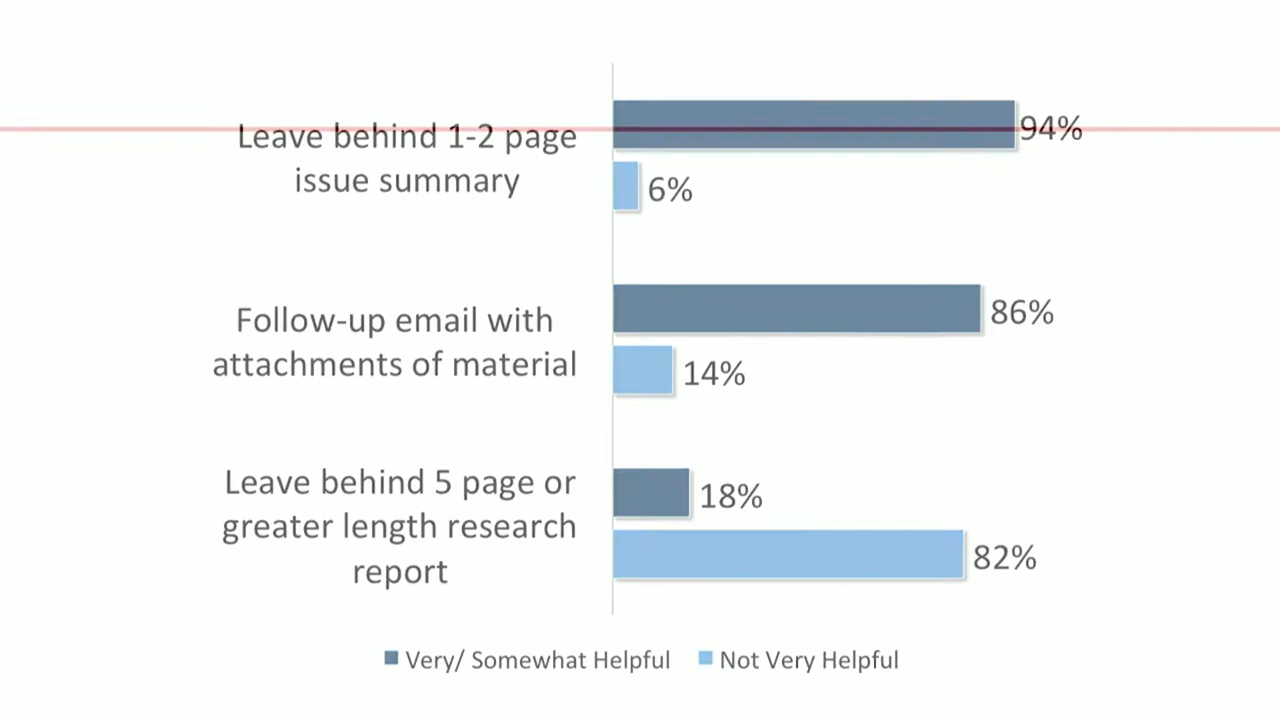 Leave behind 1-2 page
issue summary
94%
6%
Follow-up email with
attachments of material
86%
14%
Leave behind 5 page or
greater length research
report
18%
82%
Very/ Somewhat Helpful
Not Very Helpful